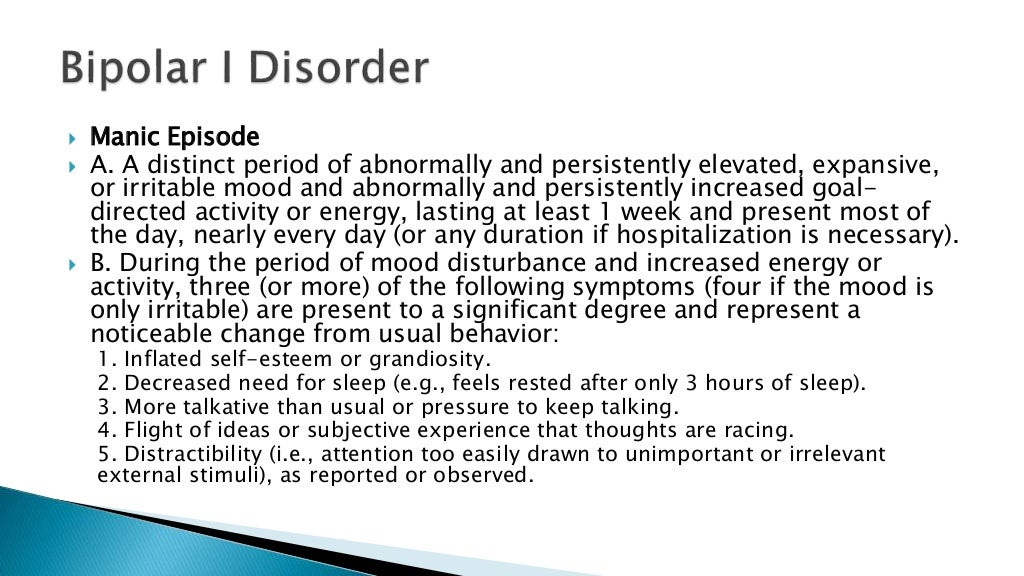 Bipolar I Disorder
Manic Episode
A. A distinct period of abnormally and persistently elevated, expansive,
or irritable mood and abnormally and persistently increased goal-
directed activity or energy, lasting at least 1 week and present most of
the day, nearly every day (or any duration if hospitalization is necessary).
B. During the period of mood disturbance and increased energy or
activity, three (or more) of the following symptoms (four if the mood is
only irritable) are present to a significant degree and represent a
noticeable change from usual behavior:
1. Inflated self-esteem or grandiosity.
2. Decreased need for sleep (e.g., feels rested after only 3 hours of sleep).
3. More talkative than usual or pressure to keep talking.
4. Flight of ideas or subjective experience that thoughts are racing.
5. Distractibility (i.e., attention too easily drawn to unimportant or irrelevant
external stimuli), as reported or observed.